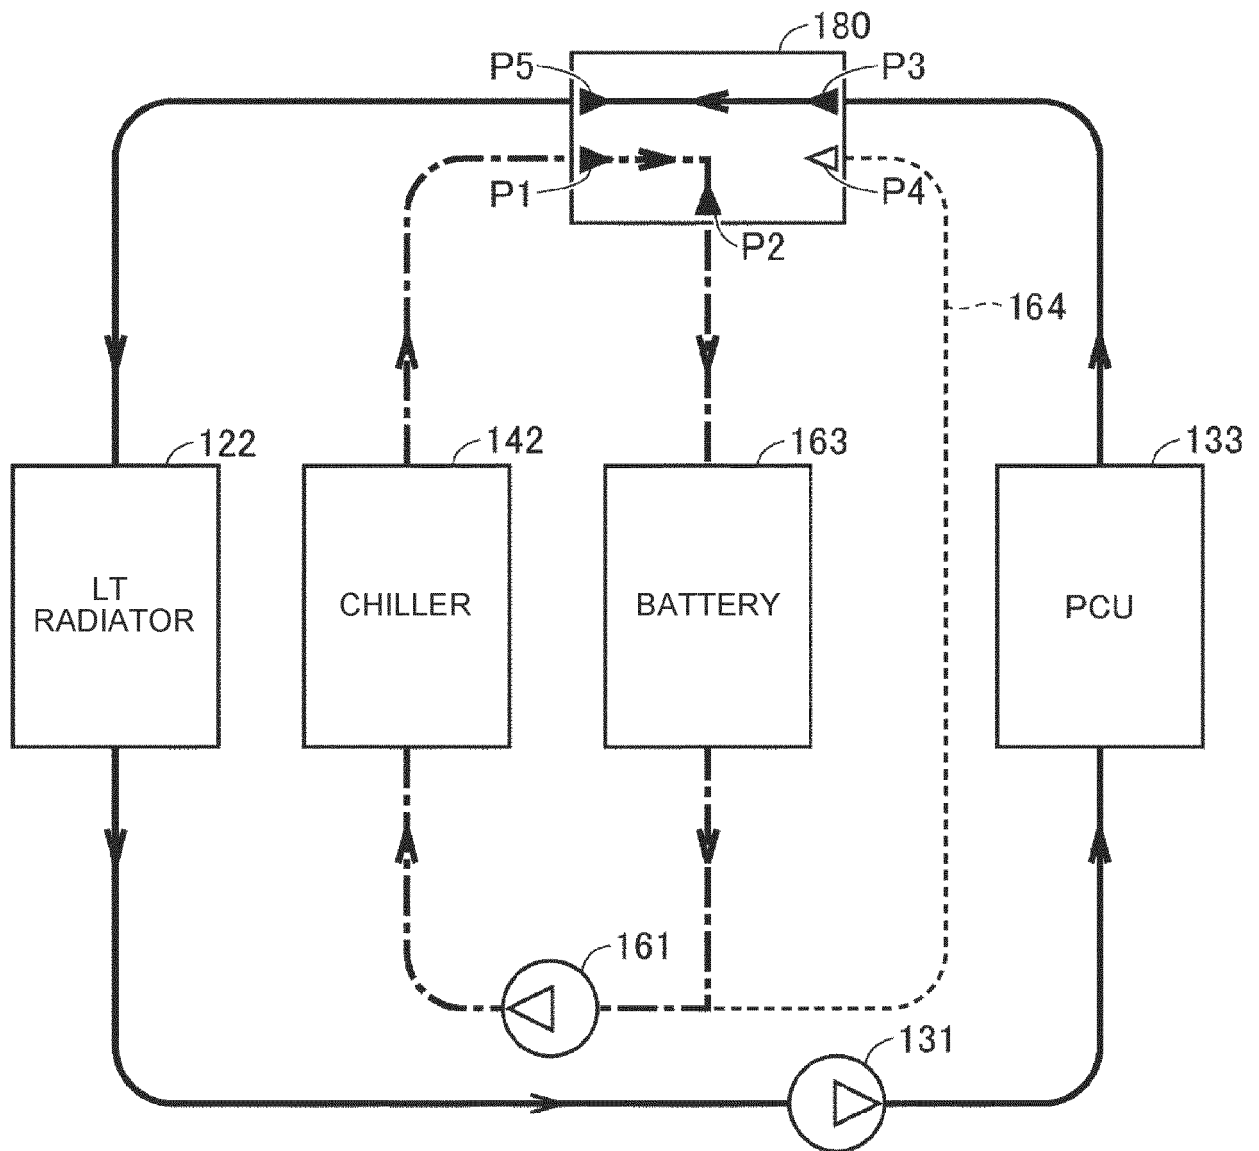 180
P5
P3
P1
P4
P2
164
122
142
163
133
LT
RADIATOR
CHILLER
BATTERY
PCU
161
131